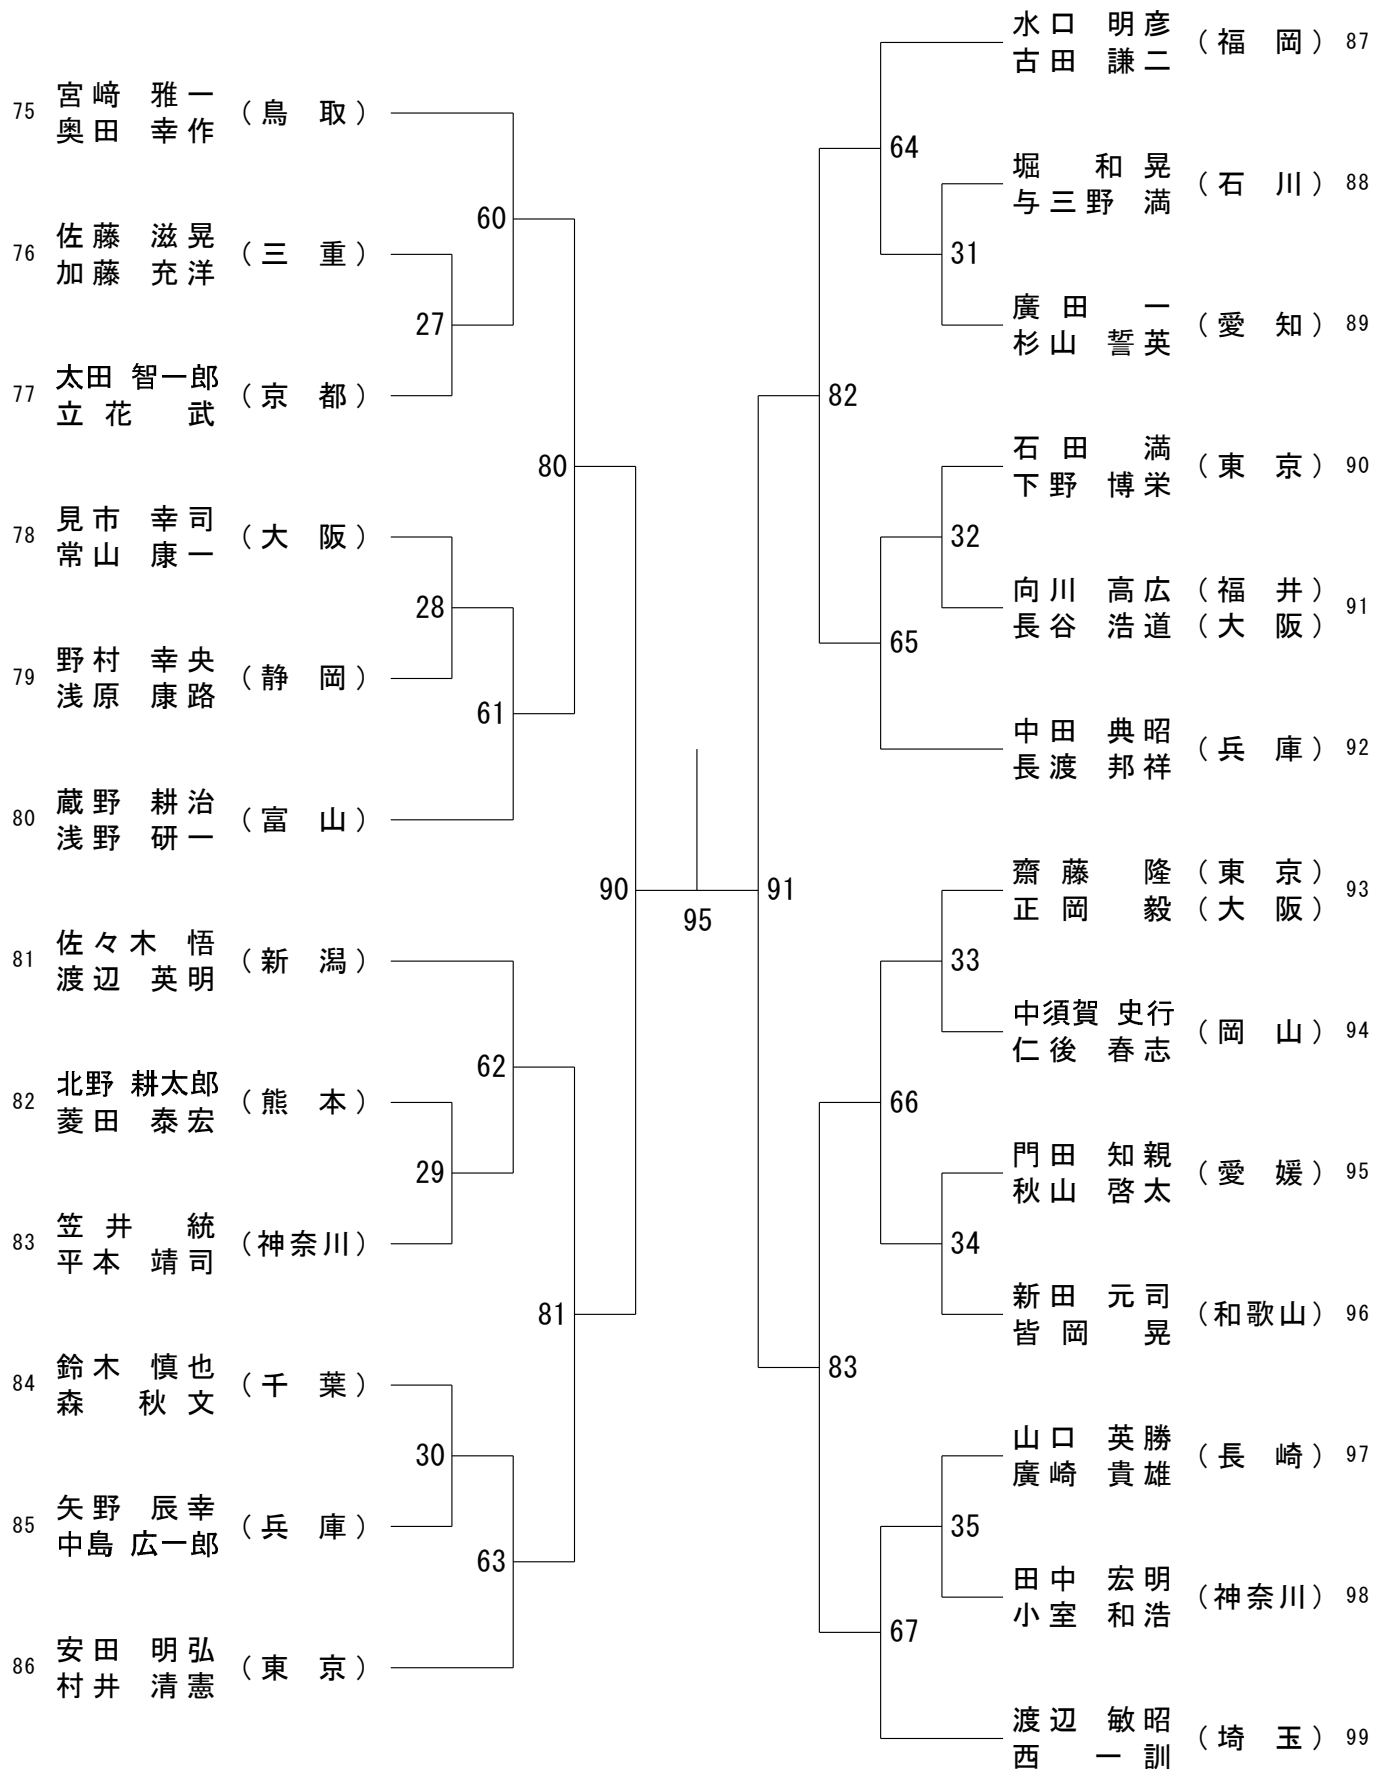 75 宮﨑 雅一 (鳥取)
奥田 幸作
60
76 佐藤 滋晃 (三重)
加藤 充洋
27
77 太田 智一郎 (京都)
立花 武
80
78 見市 幸司 (大阪)
常山 康一
28
79 野村 幸央 (静岡)
浅原 康路
61
80 蔵野 耕治 (富山)
浅野 研一
90
81 佐々木 悟 (新潟)
渡辺 英明
62
82 北野 耕太郎 (熊本)
菱田 泰宏
29
83 笠井 統 (神奈川)
平本 靖司
81
84 鈴木 慎也 (千葉)
森 秋文
30
85 矢野 辰幸 (兵庫)
中島 広一郎
63
86 安田 明弘 (東京)
村井 清憲
95
水口 明彦 (福岡) 87
古田 謙二
64
堀 和晃 (石川) 88
与三野 満
31
廣田 一 (愛知) 89
杉山 誓英
82
石田 満 (東京) 90
下野 博栄
32
向川 高広 (福井) 91
長谷 浩道 (大阪)
65
中田 典昭 (兵庫) 92
長渡 邦祥
91
齋藤 隆 (東京) 93
正岡 毅 (大阪)
33
中須賀 史行 (岡山) 94
仁後 春志
66
門田 知親 (愛媛) 95
秋山 啓太
34
新田 元司 (和歌山) 96
皆岡 晃
83
山口 英勝 (長崎) 97
廣崎 貴雄
35
田中 宏明 (神奈川) 98
小室 和浩
67
渡辺 敏昭 (埼玉) 99
西 一訓